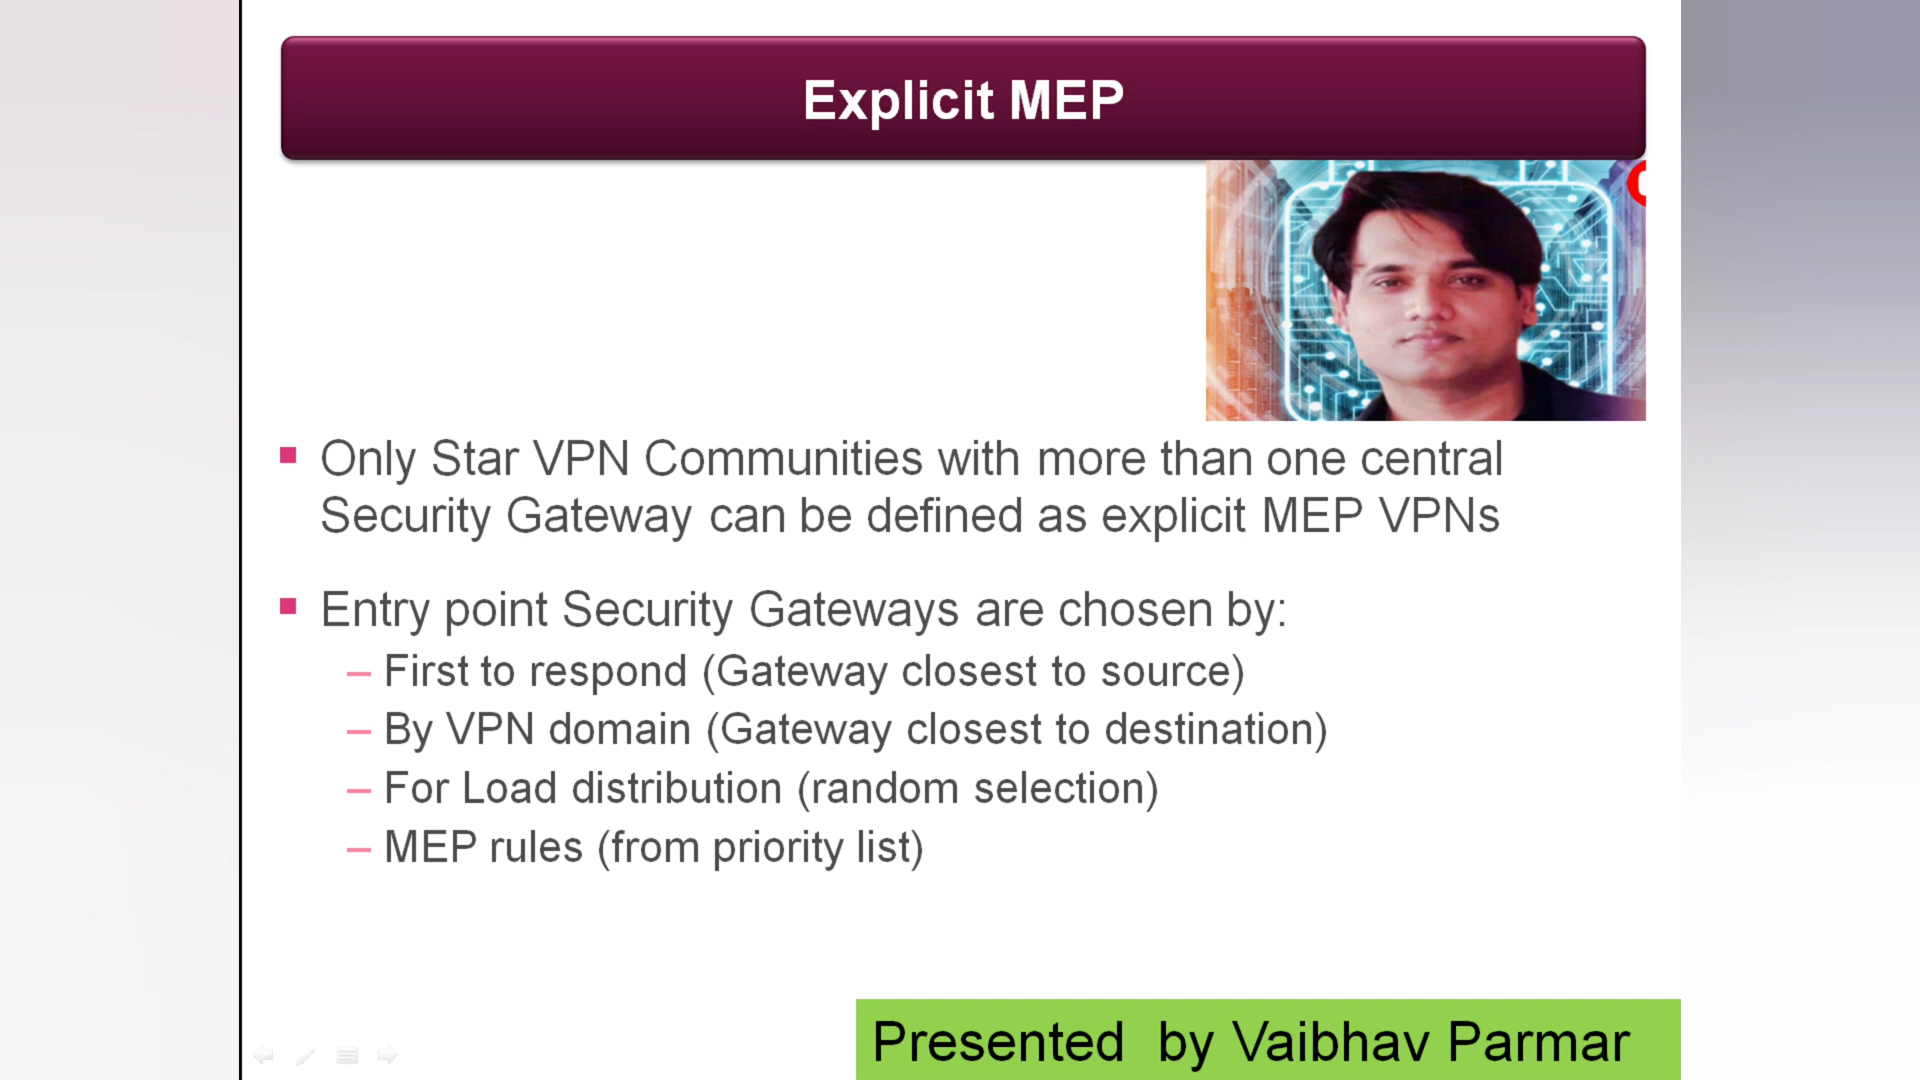 Explicit MEP
Only Star VPN Communities with more than one central
Security Gateway can be defined as explicit MEP VPNs
Entry point Security Gateways are chosen by:
– First to respond (Gateway closest to source)
– By VPN domain (Gateway closest to destination)
– For Load distribution (random selection)
– MEP rules (from priority list)
Presented by Vaibhav Parmar